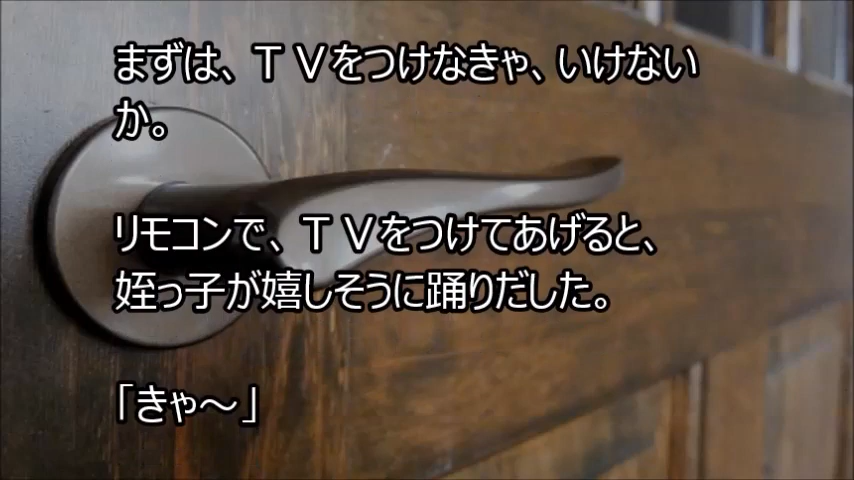 まずは、ＴＶをつけなきゃ、いけない
か。
リモコンで、ＴＶをつけてあげると、
姪っ子が嬉しそうに踊りだした。
「きゃ～」